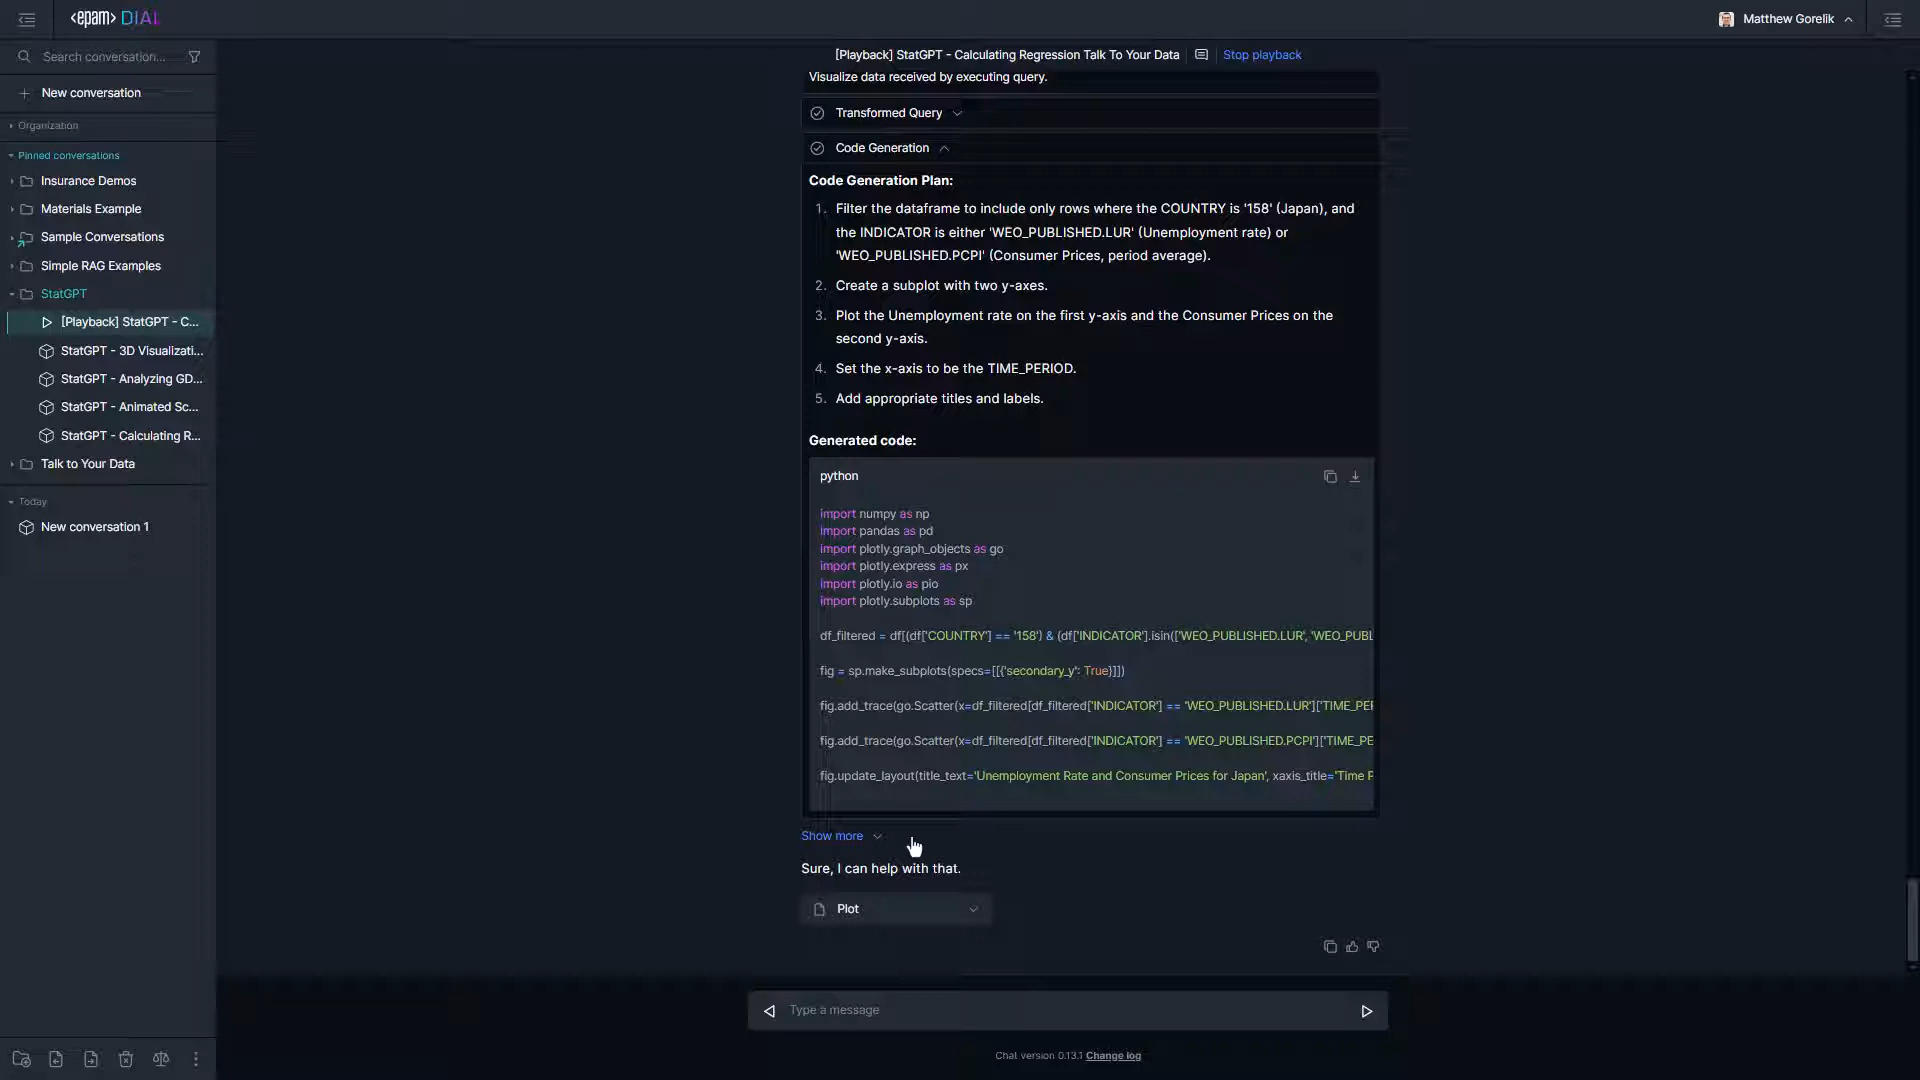 <epam> DIAL
Matthew Gorelik
Search conversation...
New conversation
Organization
Pinned conversations
Insurance Demos
Materials Example
Sample Conversations
Simple RAG Examples
StatGPT
[Playback] StatGPT - C...
StatGPT - 3D Visualizati...
StatGPT - Analyzing GD...
StatGPT - Animated Sc...
StatGPT - Calculating R...
Talk to Your Data
Today
New conversation 1
[Playback] StatGPT - Calculating Regression Talk To Your Data
Stop playback
Visualize data received by executing query.
Transformed Query
Code Generation
Code Generation Plan:
1. Filter the dataframe to include only rows where the COUNTRY is '158' (Japan), and
the INDICATOR is either 'WEO_PUBLISHED.LUR' (Unemployment rate) or
'WEO_PUBLISHED.PCPI' (Consumer Prices, period average).
2. Create a subplot with two y-axes.
3. Plot the Unemployment rate on the first y-axis and the Consumer Prices on the
second y-axis.
4. Set the x-axis to be the TIME_PERIOD.
5. Add appropriate titles and labels.
Generated code:
python
import numpy as np
import pandas as pd
import plotly.graph_objects as go
import plotly.express as px
import plotly.io as pio
import plotly.subplots as sp
df_filtered = df[(df['COUNTRY'] == '158') & (df['INDICATOR'].isin(['WEO_PUBLISHED.LUR', 'WEO_PUBL
fig = sp.make_subplots(specs=[[{'secondary_y': True}]])
fig.add_trace(go.Scatter(x=df_filtered[df_filtered['INDICATOR'] == 'WEO_PUBLISHED.LUR']['TIME_PER
fig.add_trace(go.Scatter(x=df_filtered[df_filtered['INDICATOR'] == 'WEO_PUBLISHED.PCPI']['TIME_PE
fig.update_layout(title_text='Unemployment Rate and Consumer Prices for Japan', xaxis_title='Time P
Show more
Sure, I can help with that.
Plot
Type a message
Chat version 0.13.1 Change log